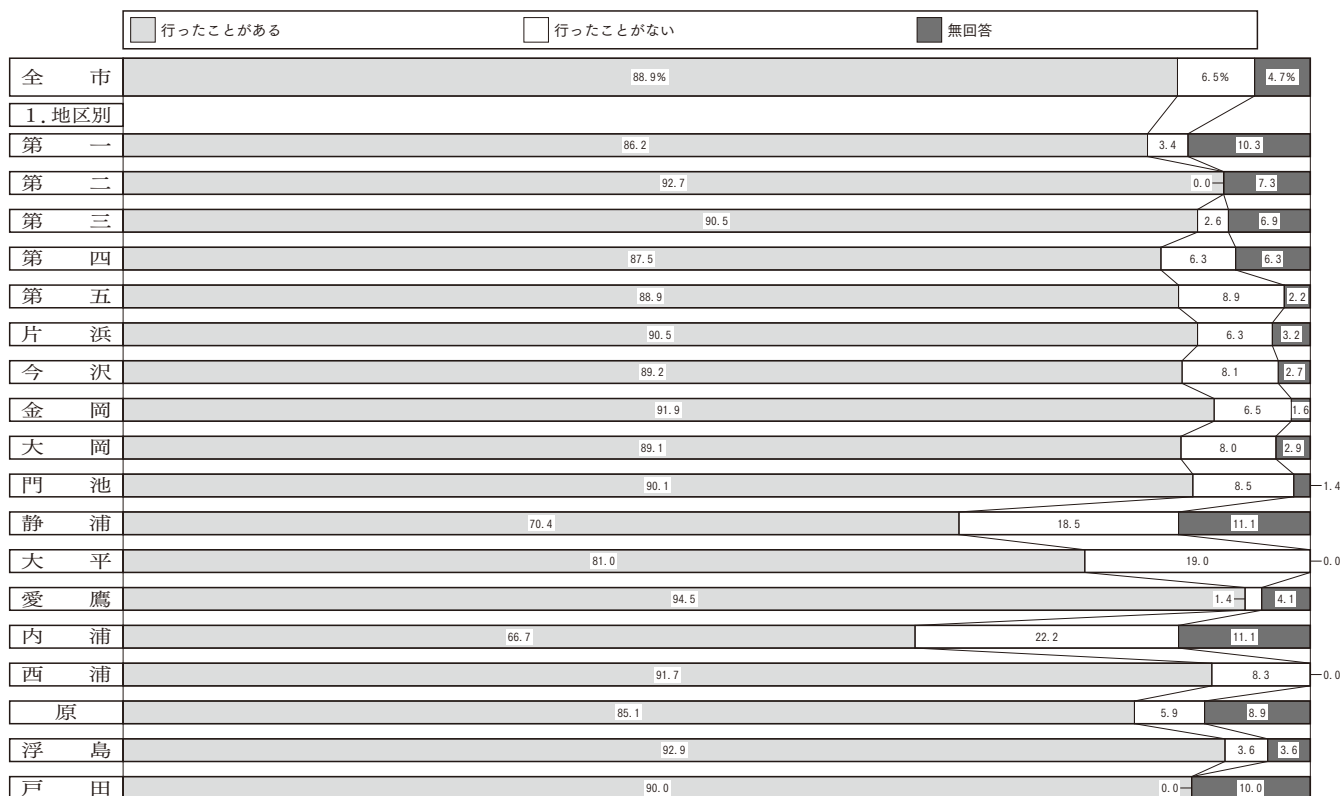 行ったことがある 行ったことがない 無回答
全市 88.9% 6.5% 4.7%
1.地区別
第一 86.2 3.4 10.3
第二 92.7 0.0 7.3
第三 90.5 2.6 6.9
第四 87.5 6.3 6.3
第五 88.9 8.9 2.2
片浜 90.5 6.3 3.2
今沢 89.2 8.1 2.7
金岡 91.9 6.5 1.6
大岡 89.1 8.0 2.9
門池 90.1 8.5 1.4
静浦 70.4 18.5 11.1
大平 81.0 19.0 0.0
愛鷹 94.5 1.4 4.1
内浦 66.7 22.2 11.1
西浦 91.7 8.3 0.0
原 85.1 5.9 8.9
浮島 92.9 3.6 3.6
戸田 90.0 0.0 10.0